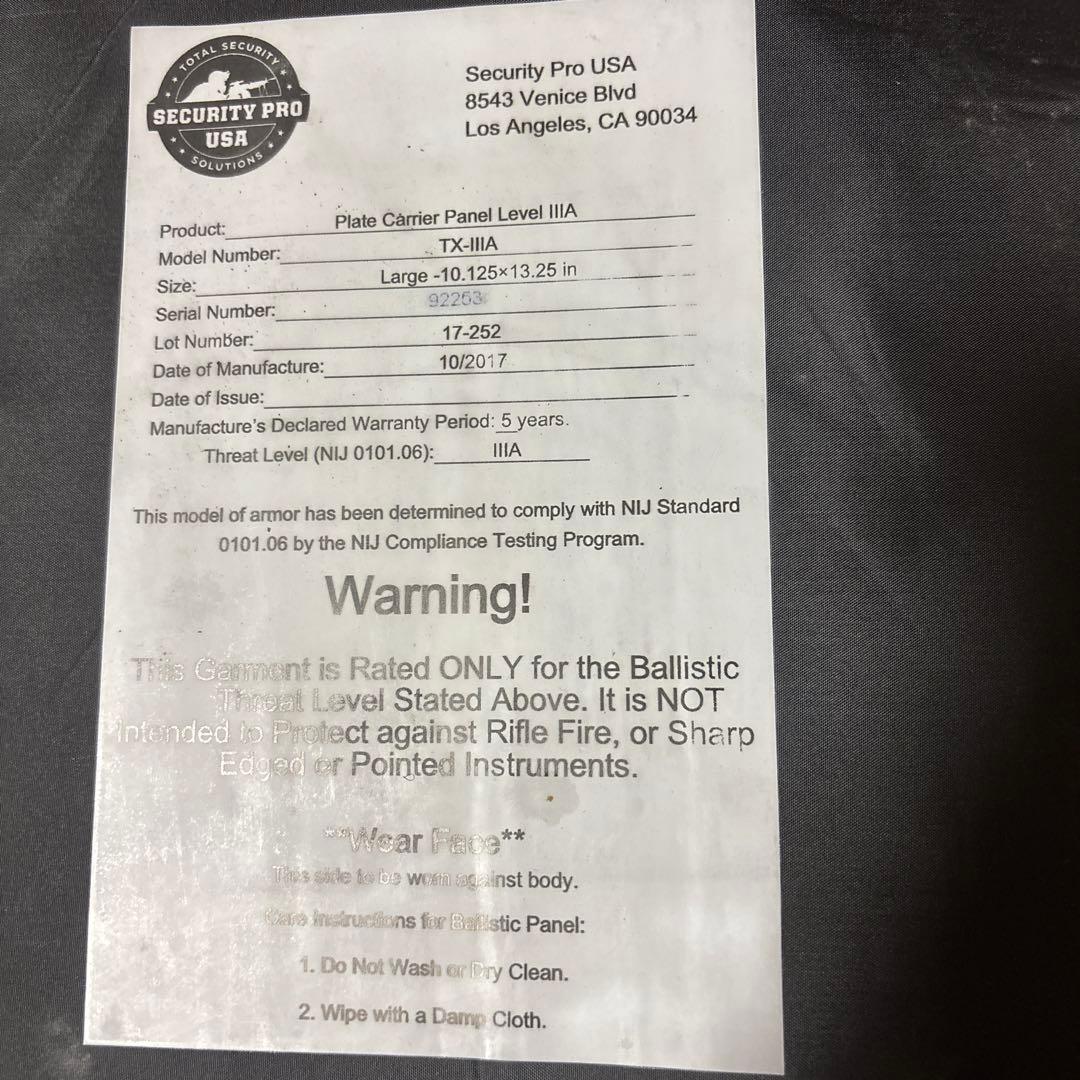 TOTAL SECURITY
SECURITY PRO
USA
SOLUTIONS
Security Pro USA
8543 Venice Blvd
Los Angeles, CA 90034
Product: Plate Carrier Panel Level IIIA
Model Number: TX-IIIA
Size: Large -10.125×13.25 in
Serial Number: 92253
Lot Number: 17-252
Date of Manufacture: 10/2017
Date of Issue:
Manufacture's Declared Warranty Period: 5 years.
Threat Level (NIJ 0101.06): IIIA
This model of armor has been determined to comply with NIJ Standard
0101.06 by the NIJ Compliance Testing Program.
Warning!
This Garment is Rated ONLY for the Ballistic
Threat Level Stated Above. It is NOT
Intended to Protect against Rifle Fire, or Sharp
Edged or Pointed Instruments.
**Wear Face**
This side to be worn against body.
Care Instructions for Ballistic Panel:
1. Do Not Wash or Dry Clean.
2. Wipe with a Damp Cloth.